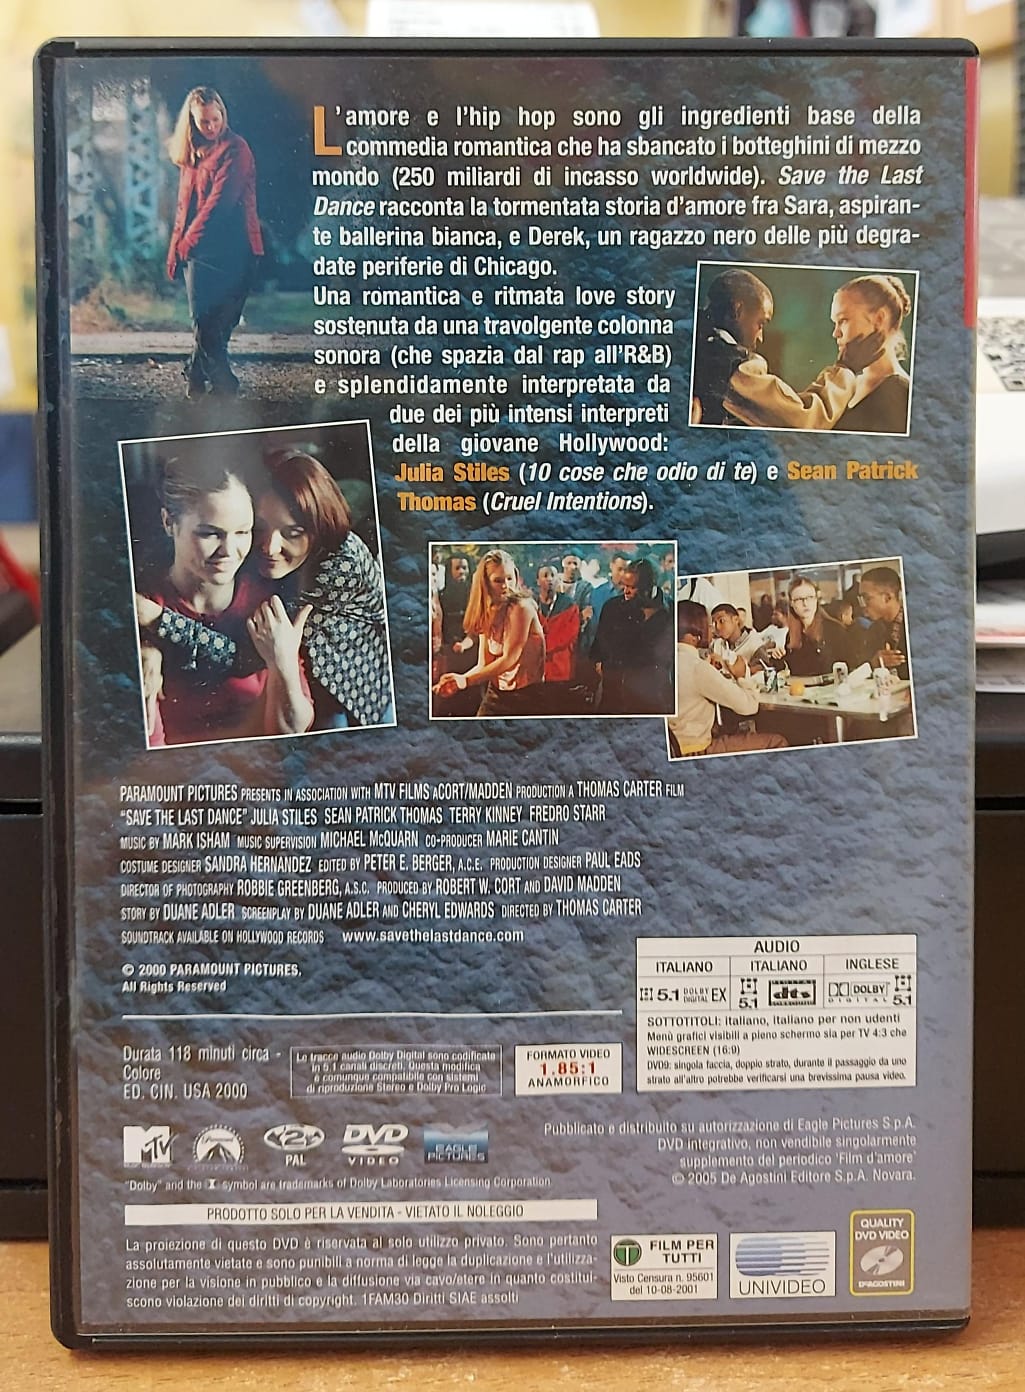 L'amore e l'hip hop sono gli ingredienti base della
commedia romantica che ha sbancato i botteghini di mezzo
mondo (250 miliardi di incasso worldwide). Save the Last
Dance racconta la tormentata storia d'amore fra Sara, aspiran-
te ballerina bianca, e Derek, un ragazzo nero delle più degra-
date periferie di Chicago.
Una romantica e ritmata love story
sostenuta da una travolgente colonna
sonora (che spazia dal rap all'R&B)
e splendidamente interpretata da
due dei più intensi interpreti
della giovane Hollywood:
Julia Stiles (10 cose che odio di te) e Sean Patrick
Thomas (Cruel Intentions).
PARAMOUNT PICTURES PRESENTS IN ASSOCIATION WITH MTV FILMS A CORT/MADDEN PRODUCTION A THOMAS CARTER FILM
"SAVE THE LAST DANCE" JULIA STILES SEAN PATRICK THOMAS TERRY KINNEY FREDRO STARR
MUSIC BY MARK ISHAM MUSIC SUPERVISION MICHAEL McQUARN CO-PRODUCER MARIE CANTIN
COSTUME DESIGNER SANDRA HERNANDEZ EDITED BY PETER E. BERGER, A.C.E. PRODUCTION DESIGNER PAUL EADS
DIRECTOR OF PHOTOGRAPHY ROBBIE GREENBERG, A.S.C. PRODUCED BY ROBERT W. CORT AND DAVID MADDEN
STORY BY DUANE ADLER SCREENPLAY BY DUANE ADLER AND CHERYL EDWARDS DIRECTED BY THOMAS CARTER
SOUNDTRACK AVAILABLE ON HOLLYWOOD RECORDS www.savethelastdance.com
© 2000 PARAMOUNT PICTURES.
All Rights Reserved
AUDIO
ITALIANO ITALIANO INGLESE
5.1 DOLBY DIGITAL EX 5.1 DIGITAL dts SURROUND DOLBY DIGITAL 5.1
SOTTOTITOLI: italiano, italiano per non udenti
Menù grafici visibili a pieno schermo sia per TV 4:3 che
WIDESCREEN (16:9)
DVD9: singola faccia, doppio strato, durante il passaggio da uno
strato all'altro potrebbe verificarsi una brevissima pausa video.
Durata 118 minuti circa -
Colore
ED. CIN. USA 2000
Le tracce audio Dolby Digital sono codificate
in 5.1 canali discreti. Questa modifica
è comunque compatibile con sistemi
di riproduzione Stereo e Dolby Pro Logic
FORMATO VIDEO
1.85:1
ANAMORFICO
MTV
Paramount
2
PAL
DVD
VIDEO
EAGLE
PICTURES
Pubblicato e distribuito su autorizzazione di Eagle Pictures S.p.A.
DVD integrativo, non vendibile singolarmente
supplemento del periodico 'Film d'amore'
© 2005 De Agostini Editore S.p.A. Novara.
"Dolby" and the symbol are trademarks of Dolby Laboratories Licensing Corporation
PRODOTTO SOLO PER LA VENDITA - VIETATO IL NOLEGGIO
La proiezione di questo DVD è riservata al solo utilizzo privato. Sono pertanto
assolutamente vietate e sono punibili a norma di legge la duplicazione e l'utilizza
zione per la visione in pubblico e la diffusione via cavo/etere in quanto costitui-
scono violazione dei diritti di copyright. 1FAM30 Diritti SIAE assolti
T FILM PER
TUTTI
Visto Censura n. 95601
del 10-08-2001
UNIVIDEO
QUALITY
DVD VIDEO
DeAGOSTINI